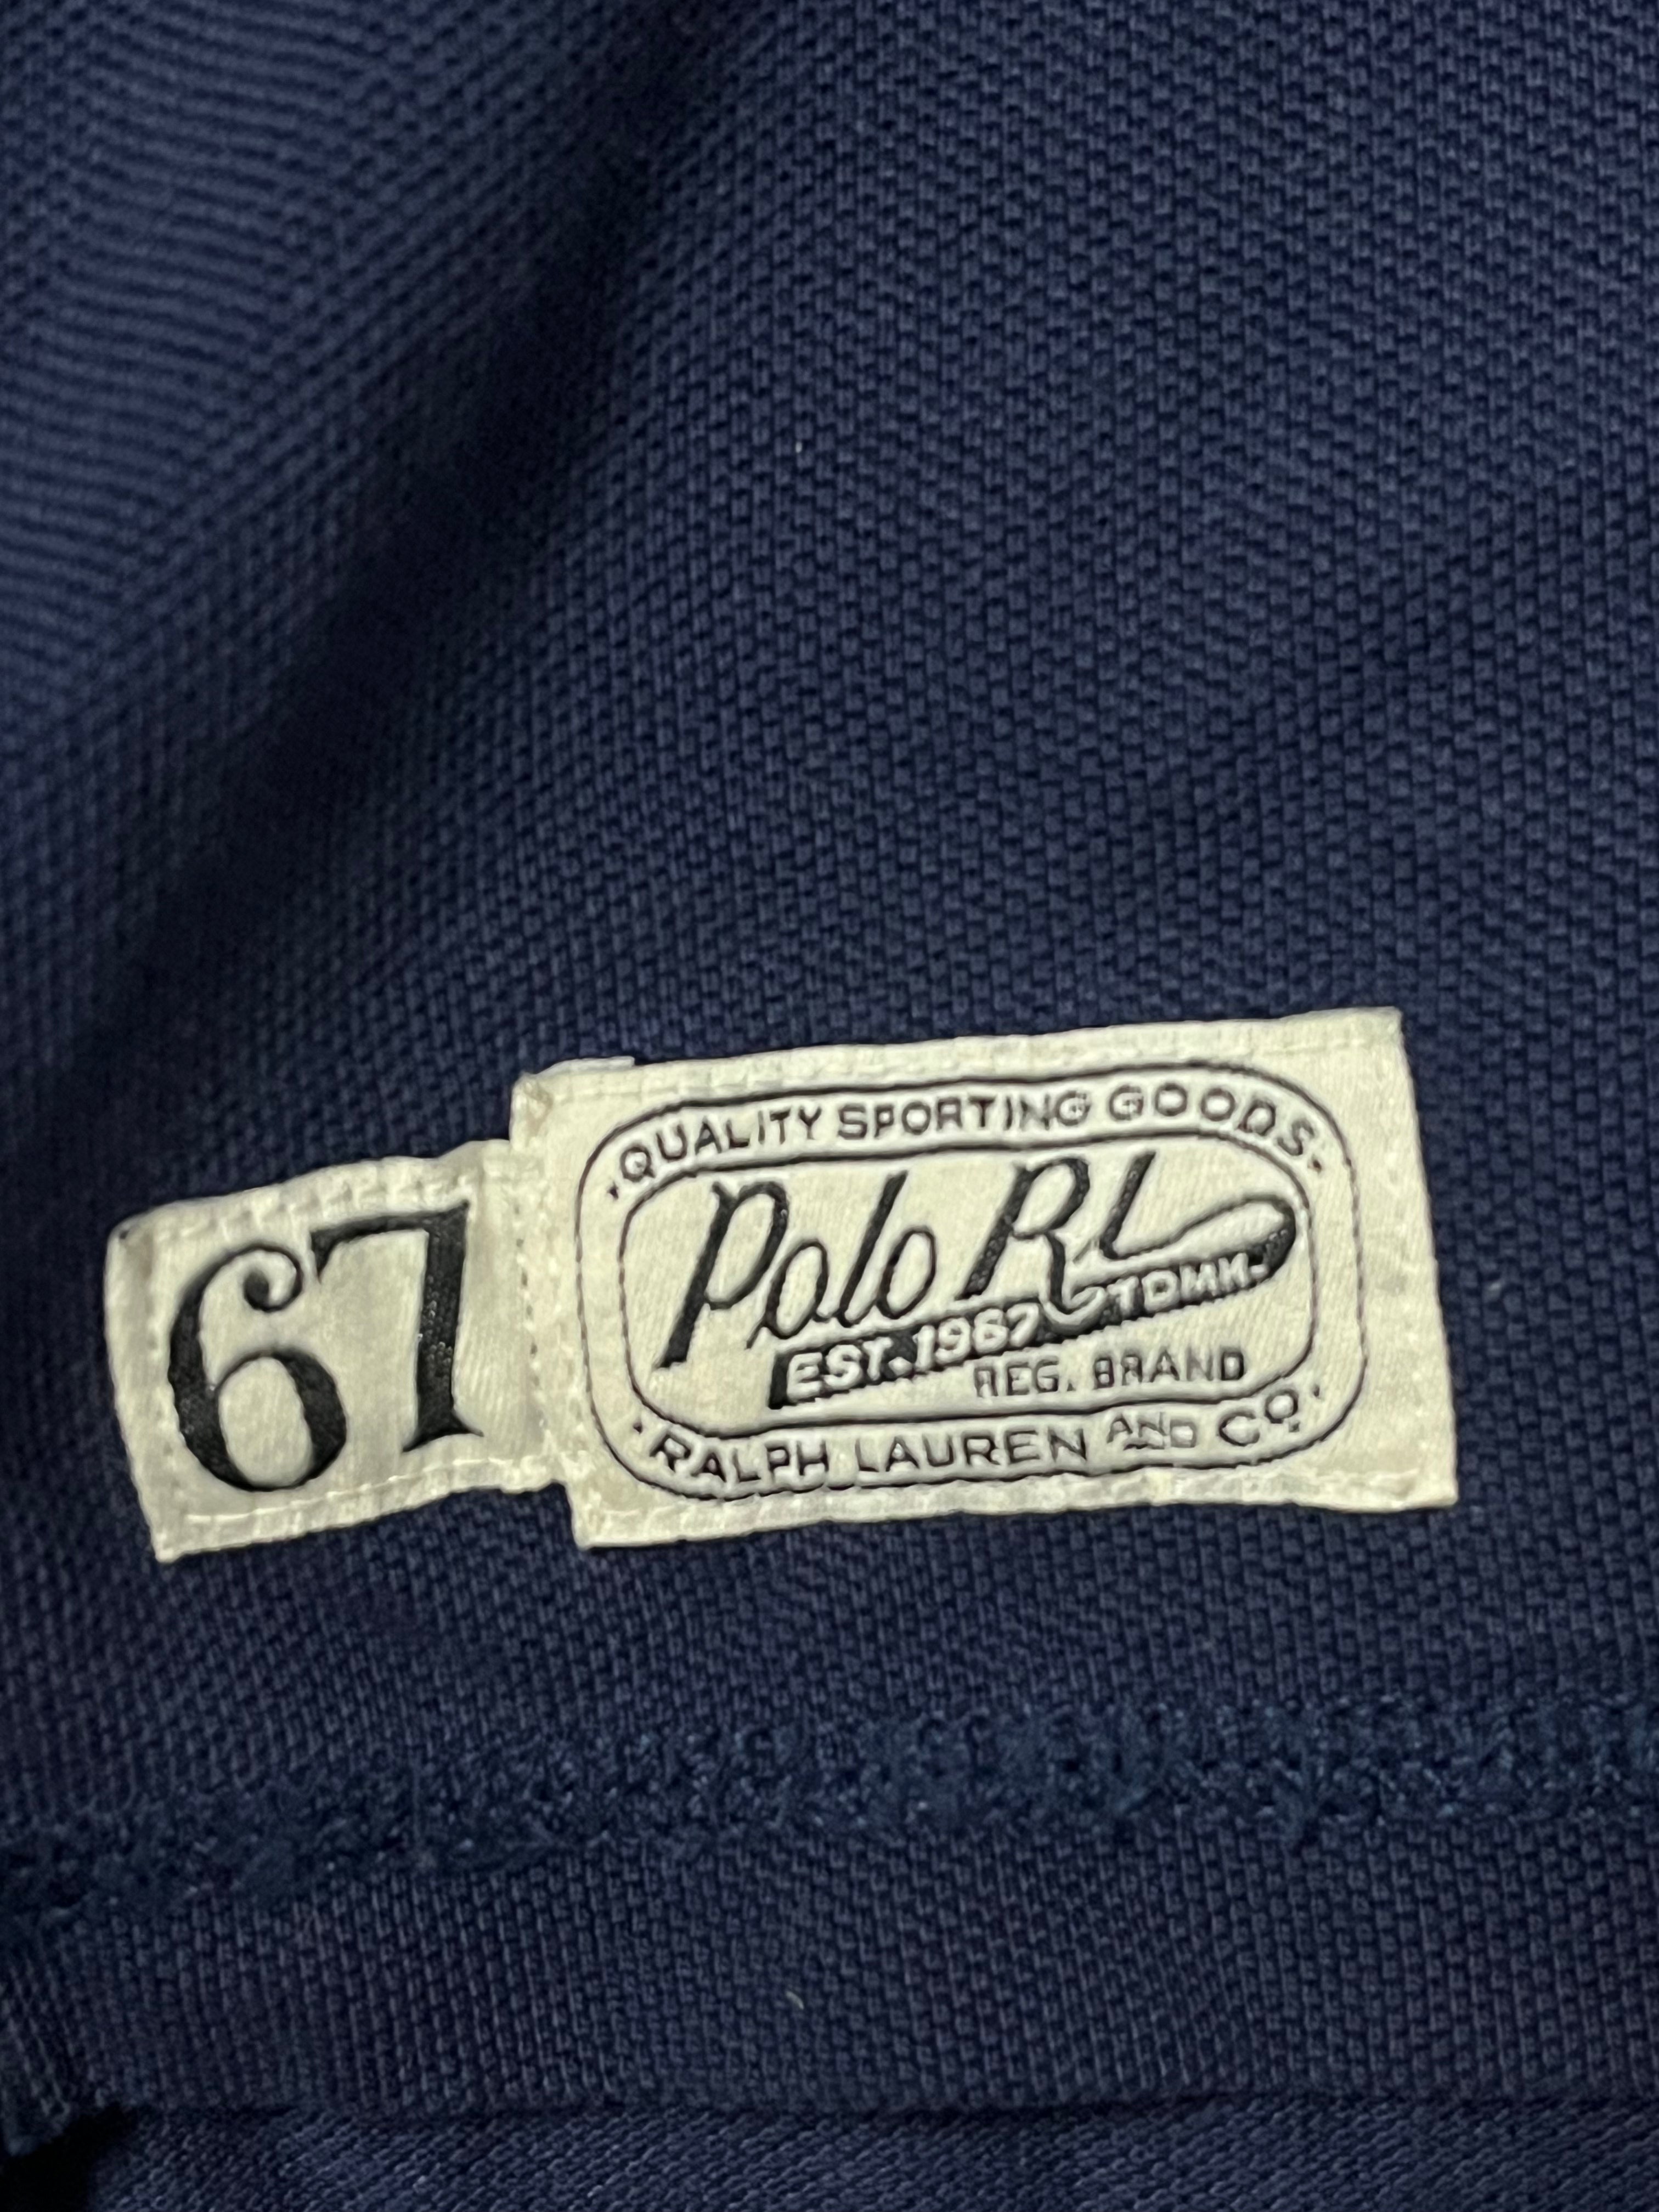 67
·QUALITY SPORTING GOODS·
Polo RL
EST. 1967 TDMK.
REG. BRAND
·RALPH LAUREN AND CO.·